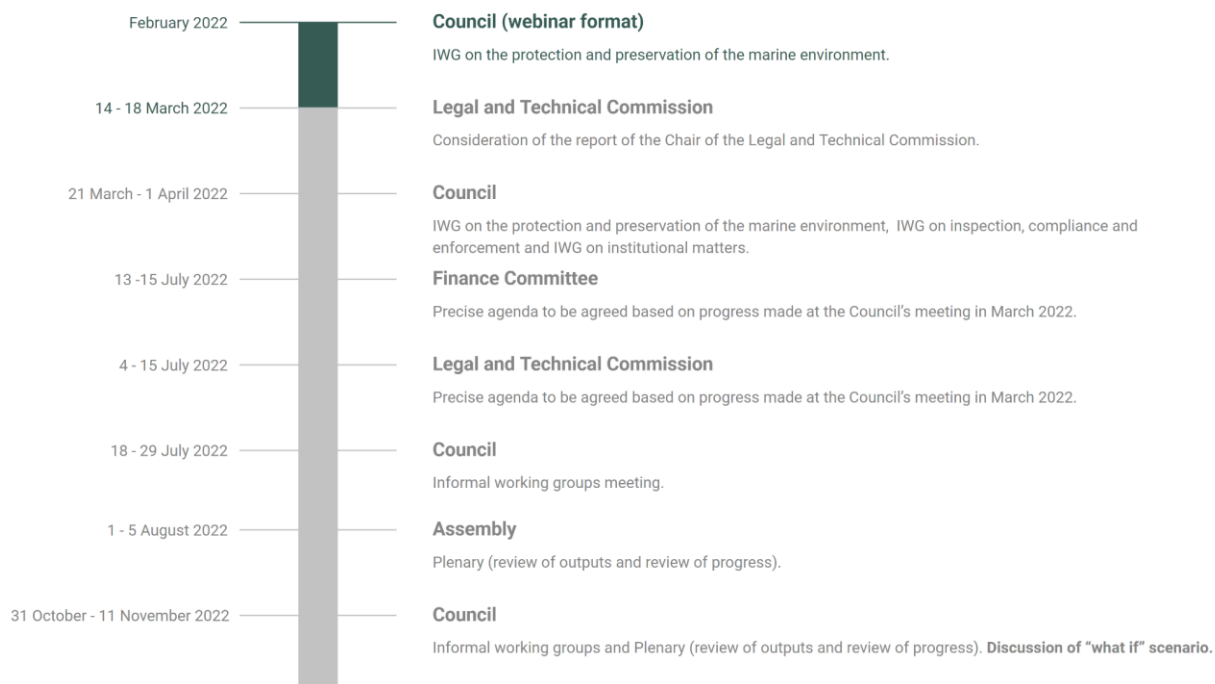 February 2022
Council (webinar format)
IWG on the protection and preservation of the marine environment.
14 - 18 March 2022
Legal and Technical Commission
Consideration of the report of the Chair of the Legal and Technical Commission.
21 March - 1 April 2022
Council
IWG on the protection and preservation of the marine environment, IWG on inspection, compliance and
enforcement and IWG on institutional matters.
13 -15 July 2022
Finance Committee
Precise agenda to be agreed based on progress made at the Council’s meeting in March 2022.
4 - 15 July 2022
Legal and Technical Commission
Precise agenda to be agreed based on progress made at the Council’s meeting in March 2022.
18 - 29 July 2022
Council
Informal working groups meeting.
1 - 5 August 2022
Assembly
Plenary (review of outputs and review of progress).
31 October - 11 November 2022
Council
Informal working groups and Plenary (review of outputs and review of progress). Discussion of “what if” scenario.